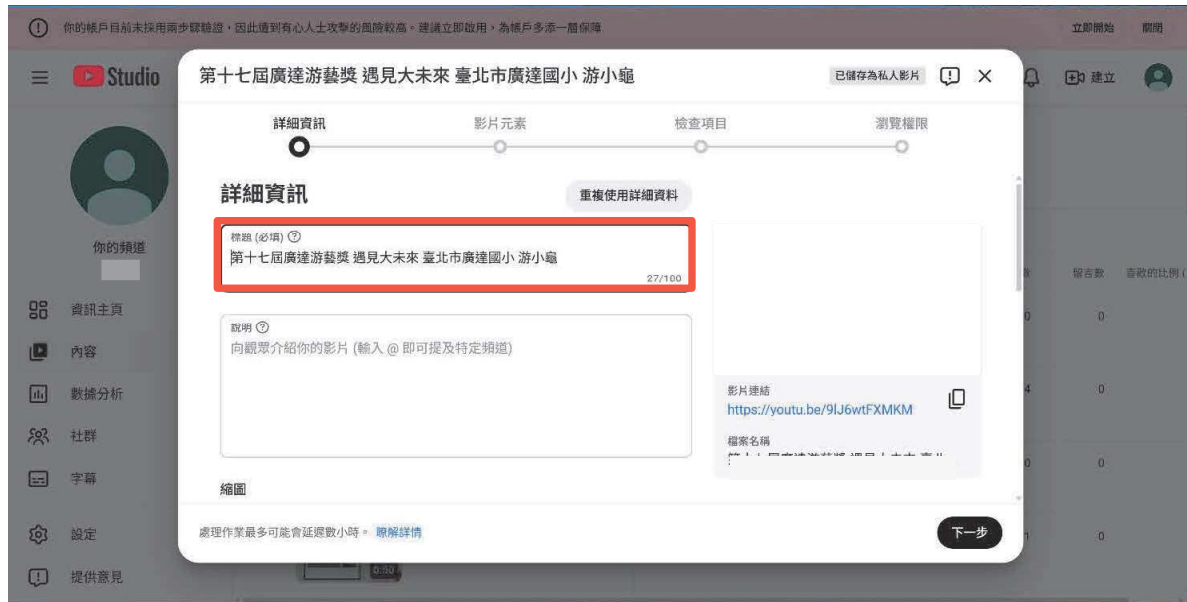 你的帳戶目前未採用兩步驟驗證，因此遭到有心人士攻擊的風險較高。建議立即啟用，為帳戶多添一層保障
立即開始
關閉
Studio
第十七屆廣達游藝獎 遇見大未來 臺北市廣達國小 游小龜
已儲存為私人影片
建立
詳細資訊
影片元素
檢查項目
瀏覽權限
詳細資訊
重複使用詳細資料
你的頻道
標題 (必填)
第十七屆廣達游藝獎 遇見大未來 臺北市廣達國小 游小龜
27/100
說明
向觀眾介紹你的影片 (輸入 @ 即可提及特定頻道)
影片連結
https://youtu.be/9lJ6wtFXMKM
檔案名稱
縮圖
處理作業最多可能會延遲數小時。 瞭解詳情
下一步
資訊主頁
內容
數據分析
社群
字幕
設定
提供意見
留言數
喜歡的比例 (
0
0
4
0
0
0
1
0
0:50